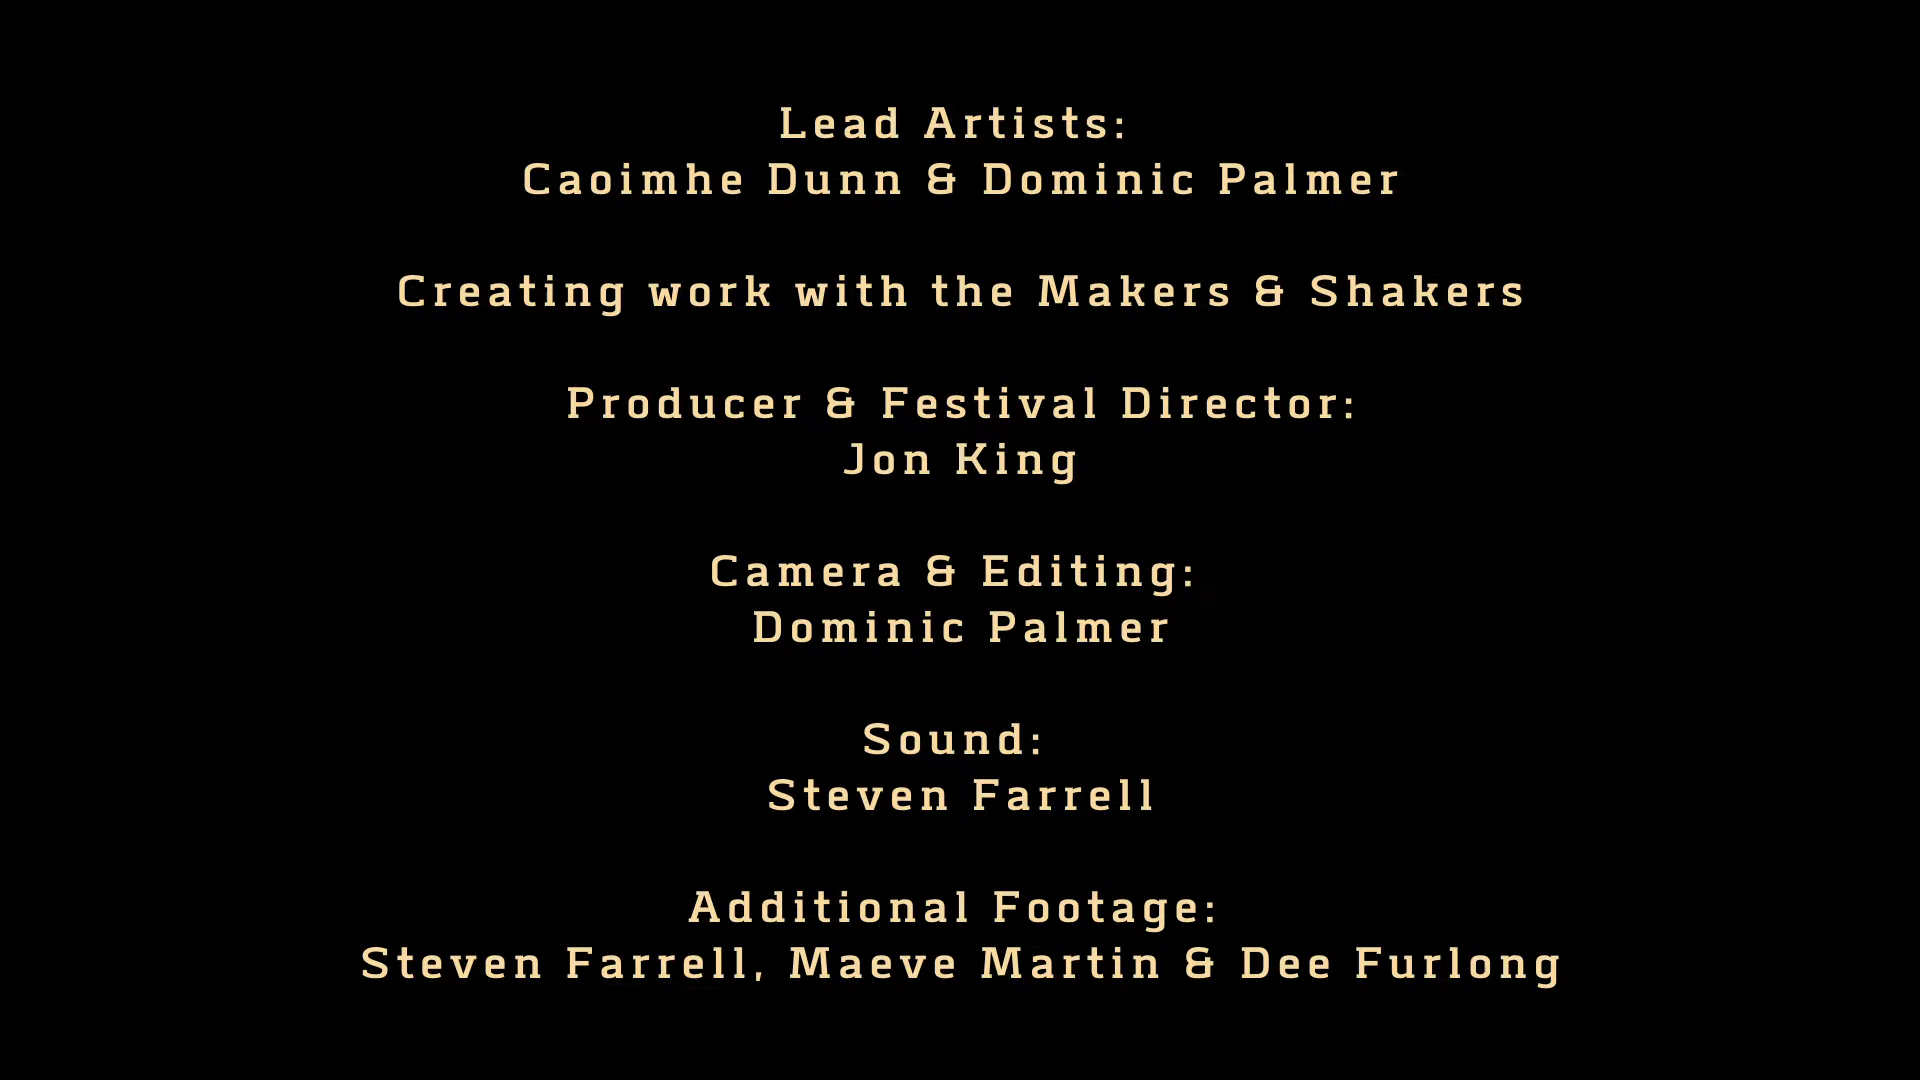 Lead Artists:
Caoimhe Dunn & Dominic Palmer
Creating work with the Makers & Shakers
Producer & Festival Director:
Jon King
Camera & Editing:
Dominic Palmer
Sound:
Steven Farrell
Additional Footage:
Steven Farrell, Maeve Martin & Dee Furlong